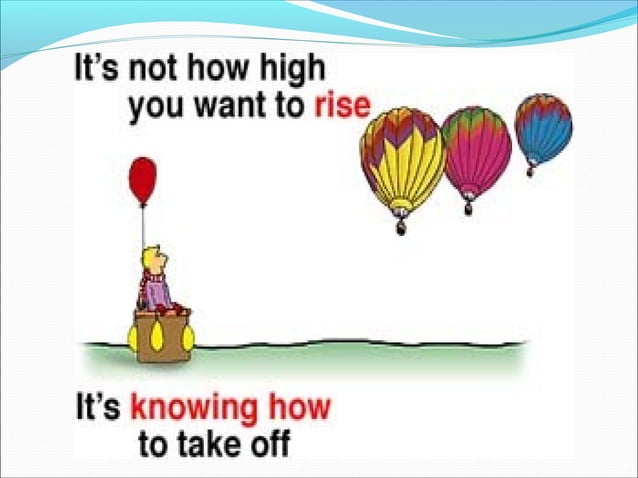 It's not how high
you want to rise
It's knowing how
to take off